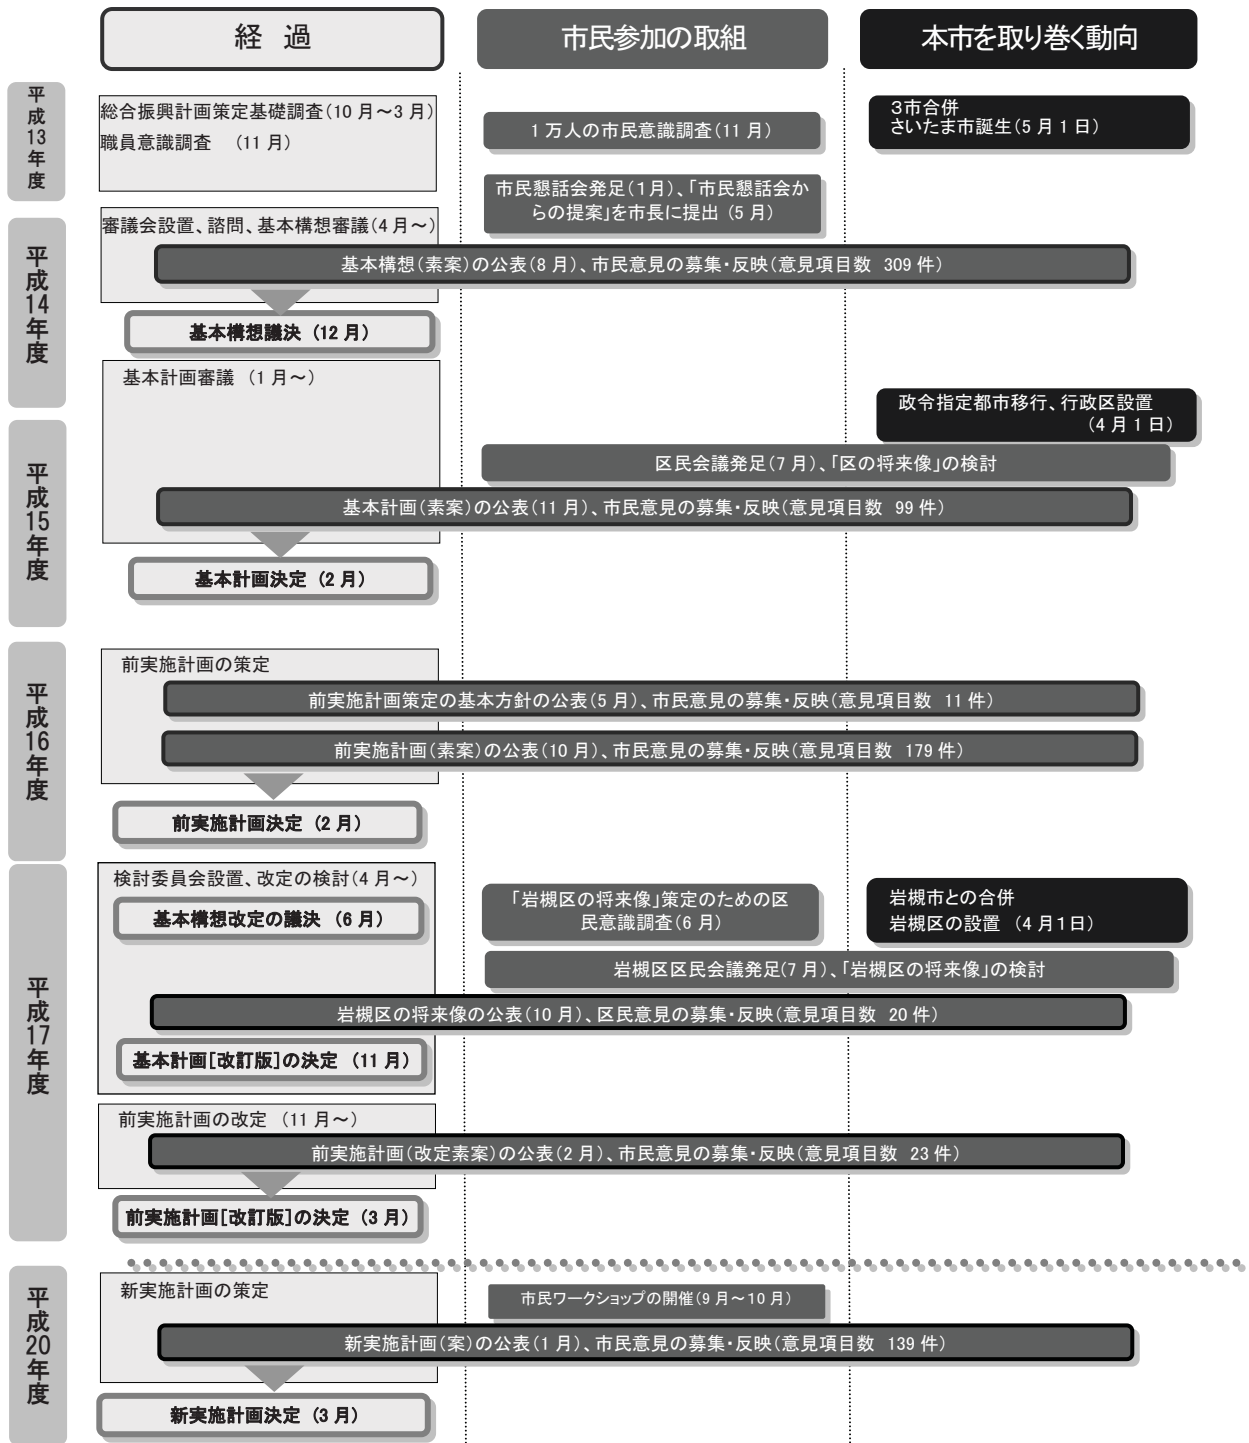 経 過
市民参加の取組
本市を取り巻く動向
平成13年度
総合振興計画策定基礎調査(10月～3月)
職員意識調査 (11月)
1万人の市民意識調査(11月)
3市合併
さいたま市誕生(5月1日)
市民懇話会発足(1月)、「市民懇話会か
らの提案」を市長に提出 (5月)
平成14年度
審議会設置、諮問、基本構想審議(4月～)
基本構想(素案)の公表(8月)、市民意見の募集・反映(意見項目数 309件)
基本構想議決 (12月)
基本計画審議 (1月～)
政令指定都市移行、行政区設置
(4月1日)
平成15年度
区民会議発足(7月)、「区の将来像」の検討
基本計画(素案)の公表(11月)、市民意見の募集・反映(意見項目数 99件)
基本計画決定 (2月)
平成16年度
前実施計画の策定
前実施計画策定の基本方針の公表(5月)、市民意見の募集・反映(意見項目数 11件)
前実施計画(素案)の公表(10月)、市民意見の募集・反映(意見項目数 179件)
前実施計画決定 (2月)
平成17年度
検討委員会設置、改定の検討(4月～)
基本構想改定の議決 (6月)
「岩槻区の将来像」策定のための区
民意識調査(6月)
岩槻市との合併
岩槻区の設置 (4月1日)
岩槻区区民会議発足(7月)、「岩槻区の将来像」の検討
岩槻区の将来像の公表(10月)、区民意見の募集・反映(意見項目数 20件)
基本計画[改訂版]の決定 (11月)
前実施計画の改定 (11月～)
前実施計画(改定素案)の公表(2月)、市民意見の募集・反映(意見項目数 23件)
前実施計画[改訂版]の決定 (3月)
平成20年度
新実施計画の策定
市民ワークショップの開催(9月～10月)
新実施計画(案)の公表(1月)、市民意見の募集・反映(意見項目数 139件)
新実施計画決定 (3月)